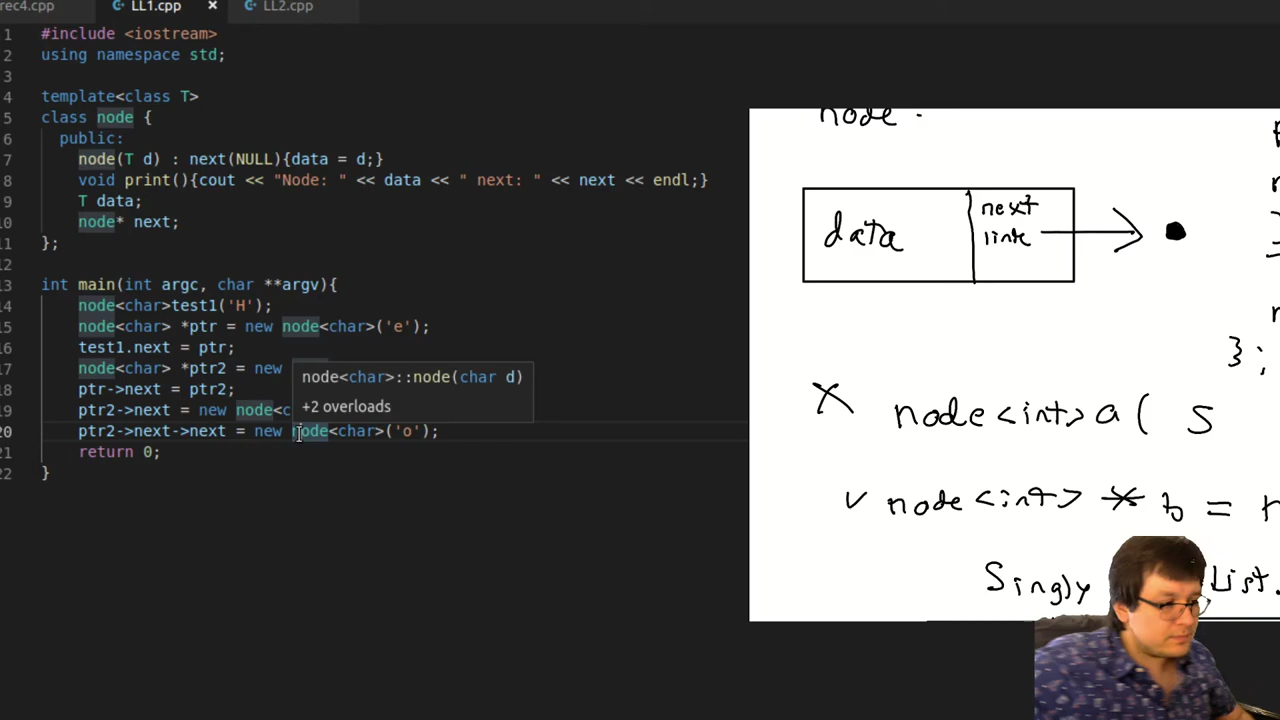 rec4.cpp LL1.cpp × LL2.cpp
1 #include <iostream>
2 using namespace std;
3
4 template<class T>
5 class node {
6 public:
7 node(T d) : next(NULL){data = d;}
8 void print(){cout << "Node: " << data << " next: " << next << endl;}
9 T data;
10 node* next;
11 };
12
13 int main(int argc, char **argv){
14 node<char>test1('H');
15 node<char> *ptr = new node<char>('e');
16 test1.next = ptr;
17 node<char> *ptr2 = new
18 ptr->next = ptr2;
19 ptr2->next = new node<c
20 ptr2->next->next = new node<char>('o');
21 return 0;
22 }
node<char>::node(char d)
+2 overloads
node.
data
next
link
};
X node<int> a( 5
✓ node<int> * b =
Singly List.